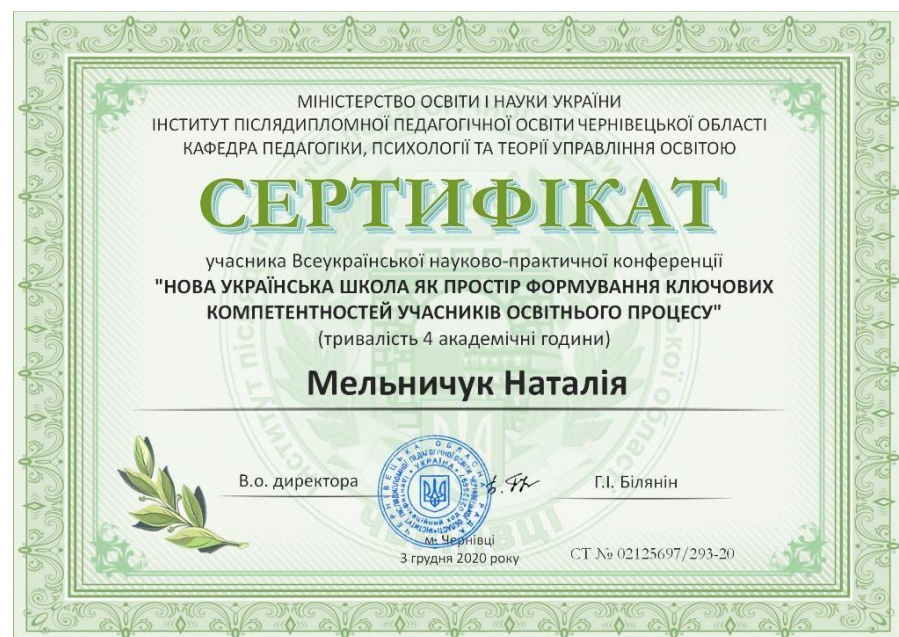 МІНІСТЕРСТВО ОСВІТИ І НАУКИ УКРАЇНИ
ІНСТИТУТ ПІСЛЯДИПЛОМНОЇ ПЕДАГОГІЧНОЇ ОСВІТИ ЧЕРНІВЕЦЬКОЇ ОБЛАСТІ
КАФЕДРА ПЕДАГОГІКИ, ПСИХОЛОГІЇ ТА ТЕОРІЇ УПРАВЛІННЯ ОСВІТОЮ
СЕРТИФІКАТ
учасника Всеукраїнської науково-практичної конференції
"НОВА УКРАЇНСЬКА ШКОЛА ЯК ПРОСТІР ФОРМУВАННЯ КЛЮЧОВИХ
КОМПЕТЕНТНОСТЕЙ УЧАСНИКІВ ОСВІТНЬОГО ПРОЦЕСУ"
(тривалість 4 академічні години)
Мельничук Наталія
В.о. директора
Г.І. Білянін
м. Чернівці
3 грудня 2020 року
СТ № 02125697/293-20